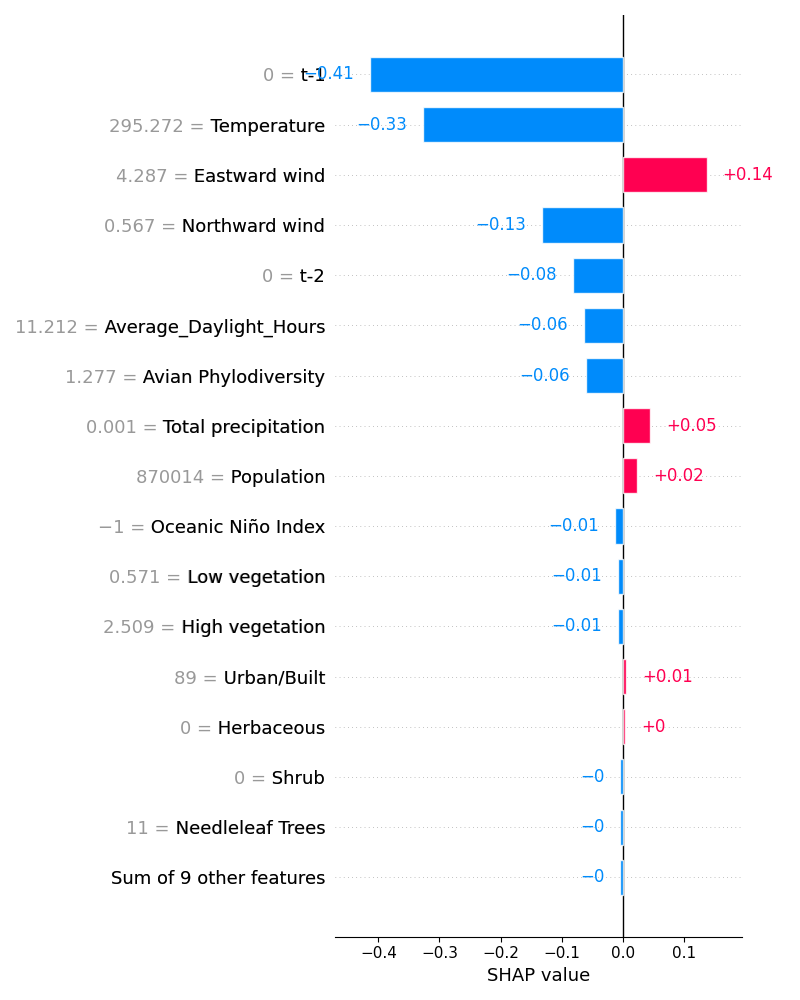 0 = t-1 −0.41
295.272 = Temperature −0.33
4.287 = Eastward wind +0.14
0.567 = Northward wind −0.13
0 = t-2 −0.08
11.212 = Average_Daylight_Hours −0.06
1.277 = Avian Phylodiversity −0.06
0.001 = Total precipitation +0.05
870014 = Population +0.02
−1 = Oceanic Niño Index −0.01
0.571 = Low vegetation −0.01
2.509 = High vegetation −0.01
89 = Urban/Built +0.01
0 = Herbaceous +0
0 = Shrub −0
11 = Needleleaf Trees −0
Sum of 9 other features −0
−0.4 −0.3 −0.2 −0.1 0.0 0.1
SHAP value